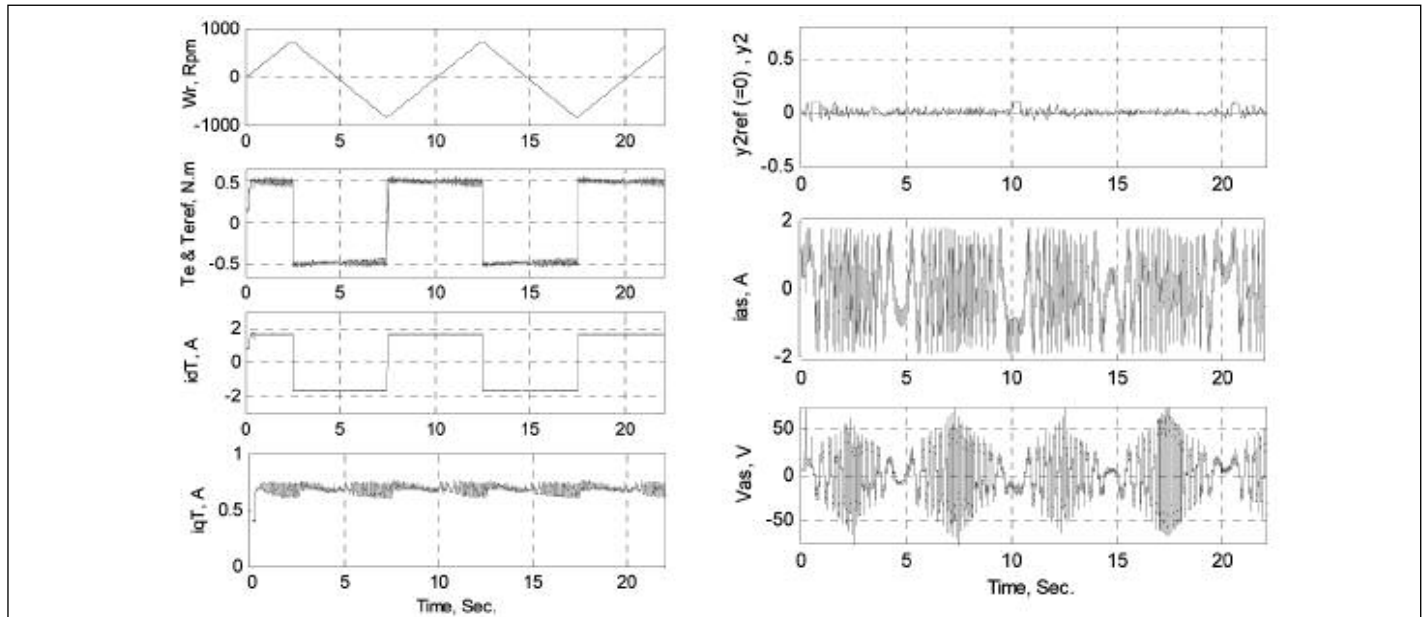 Wr, Rpm
1000
0
-1000
0 5 10 15 20
Te & Teref, N.m
0.5
0
-0.5
0 5 10 15 20
idT, A
2
0
-2
0 5 10 15 20
iqT, A
1
0.5
0
0 5 10 15 20
Time, Sec.
y2ref (=0) , y2
0.5
0
-0.5
0 5 10 15 20
ias, A
2
0
-2
0 5 10 15 20
Vas, V
50
0
-50
0 5 10 15 20
Time, Sec.